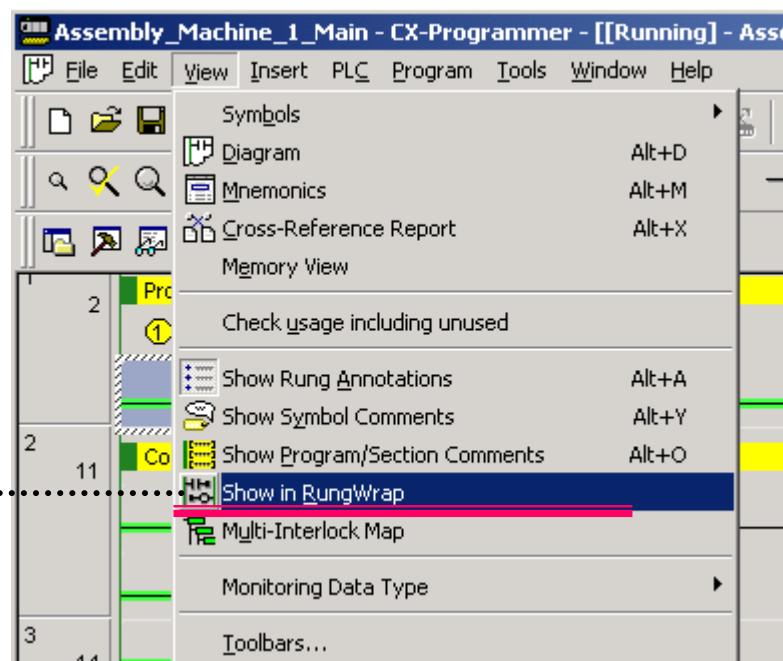 Assembly_Machine_1_Main - CX-Programmer - [[Running] - Asse
File Edit View Insert PLC Program Tools Window Help
Symbols
Diagram Alt+D
Mnemonics Alt+M
Cross-Reference Report Alt+X
Memory View
2 Pro
1
Check usage including unused
Show Rung Annotations Alt+A
Show Symbol Comments Alt+Y
2
11 Co Show Program/Section Comments Alt+O
Show in RungWrap
Multi-Interlock Map
Monitoring Data Type
3
Toolbars...